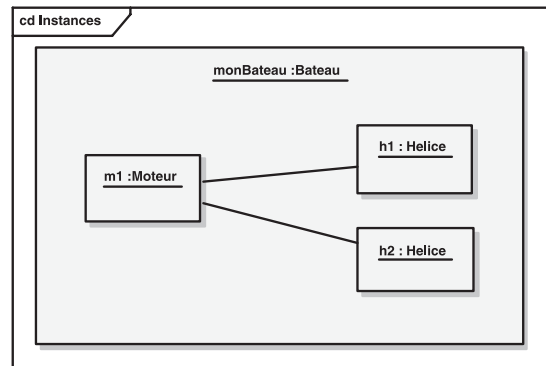 cd Instances
monBateau :Bateau
h1 : Helice
m1 :Moteur
h2 : Helice